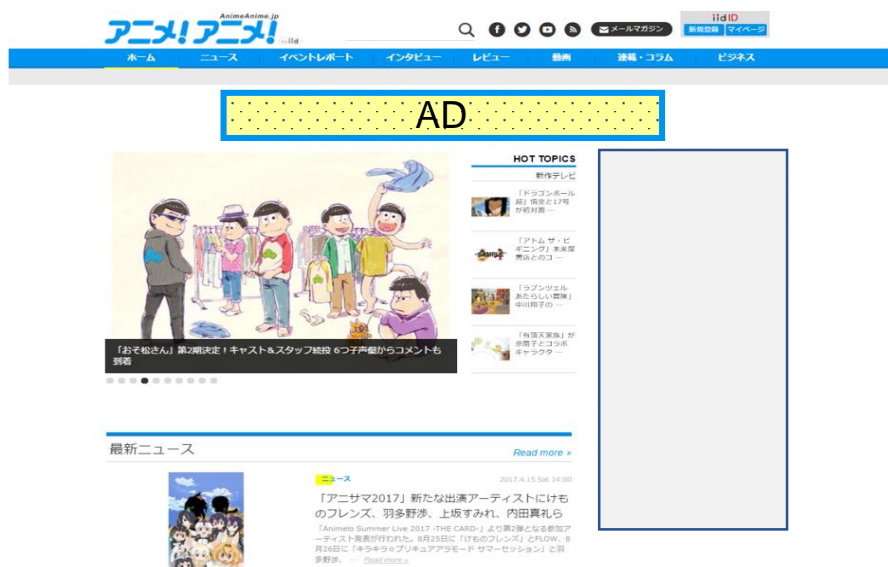 AnimeAnime.jp
アニメ!アニメ!
by iid
メールマガジン
iid ID
新規登録 マイページ
ホーム ニュース イベントレポート インタビュー レビュー 動画 連載・コラム ビジネス
AD
「おそ松さん」第2期決定！キャスト＆スタッフ続投 6つ子声優からコメントも
到着
HOT TOPICS
新作テレビ
「ドラゴンボール
超」悟空と17号
が初対面 …
「アトム ザ・ビ
ギニング」未来屋
書店とのコ …
「ラプンツェル
あたらしい冒険」
中川翔子の …
「有頂天家族」が
京扇子とコラボ
キャラクタ …
最新ニュース
Read more »
ニュース
2017.4.15 Sat 14:00
「アニサマ2017」新たな出演アーティストにけも
のフレンズ、羽多野渉、上坂すみれ、内田真礼ら
「Animelo Summer Live 2017 -THE CARD-」より第2弾となる参加ア
ーティスト発表が行われた。8月25日に「けものフレンズ」とFLOW、8
月26日に「キラキラ☆プリキュアアラモード サマーセッション」と羽
多野渉、 … Read more »